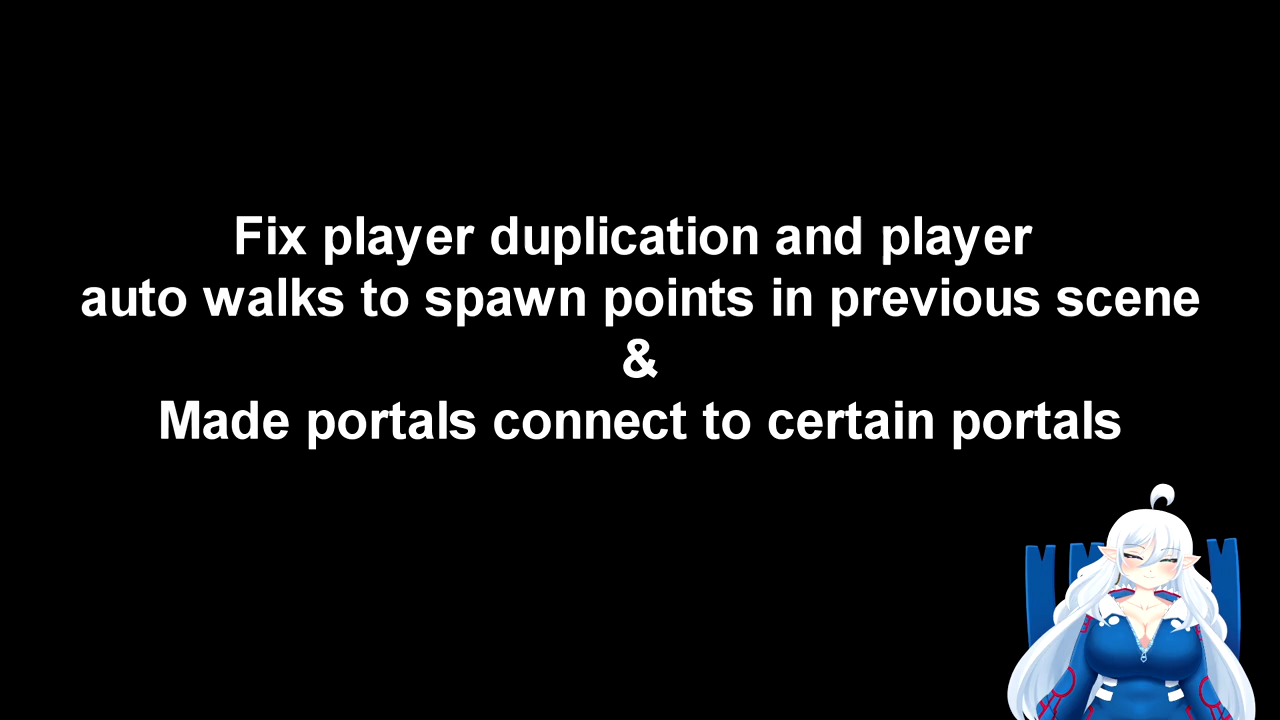 Fix player duplication and player
auto walks to spawn points in previous scene
&
Made portals connect to certain portals